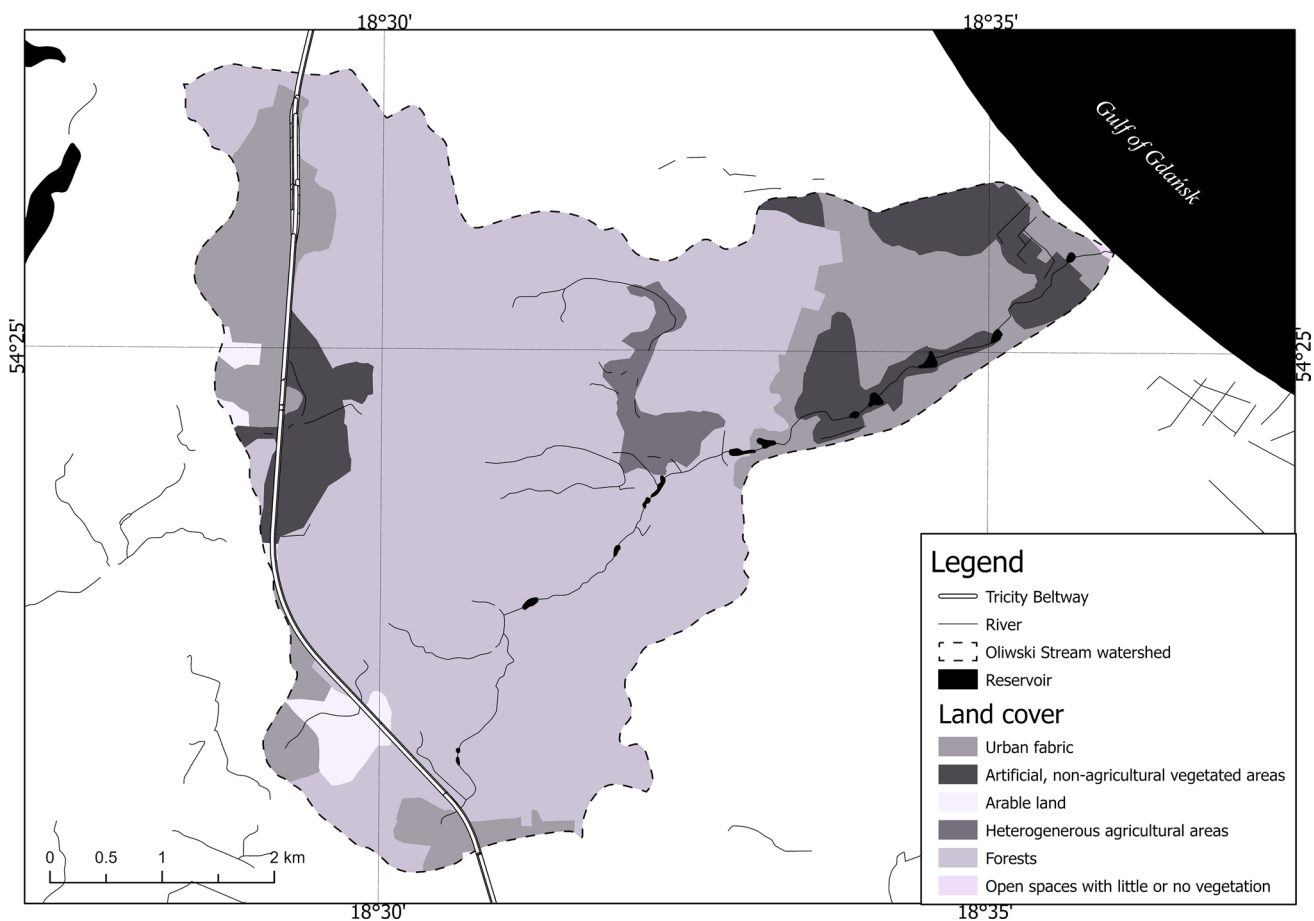 18°30'
18°35'
Gulf of Gdańsk
54°25'
54°25'
Legend
Tricity Beltway
River
Oliwski Stream watershed
Reservoir
Land cover
Urban fabric
Artificial, non-agricultural vegetated areas
Arable land
Heterogenerous agricultural areas
Forests
Open spaces with little or no vegetation
0 0.5 1 2 km
18°30'
18°35'